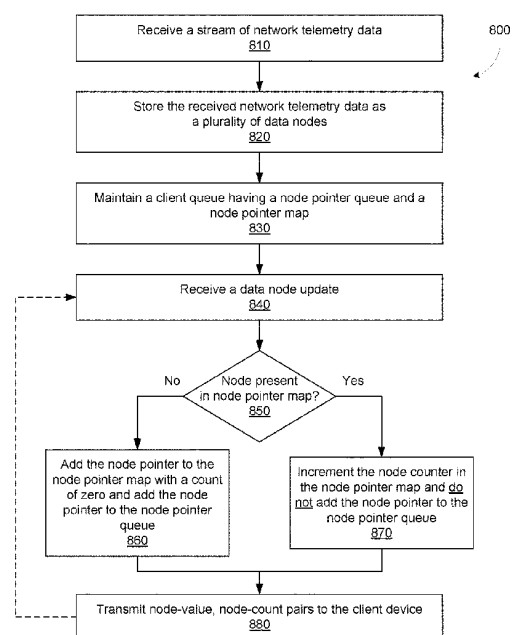 Receive a stream of network telemetry data
810
800
Store the received network telemetry data as
a plurality of data nodes
820
Maintain a client queue having a node pointer queue and a
node pointer map
830
Receive a data node update
840
No
Node present
in node pointer map?
850
Yes
Add the node pointer to the
node pointer map with a count
of zero and add the node
pointer to the node pointer
queue
860
Increment the node counter in
the node pointer map and do
not add the node pointer to the
node pointer queue
870
Transmit node-value, node-count pairs to the client device
880